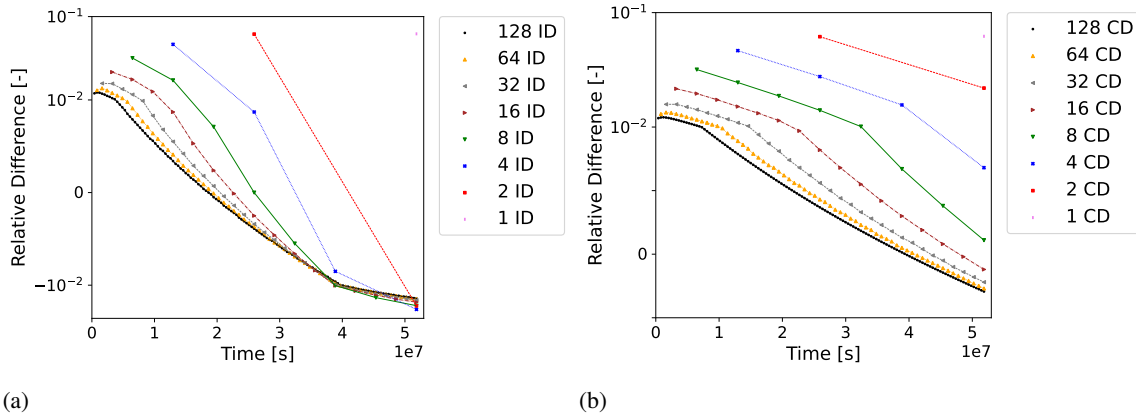 10⁻¹
10⁻²
0
−10⁻²
Relative Difference [-]
0 1 2 3 4 5
1e7
Time [s]
128 ID
64 ID
32 ID
16 ID
8 ID
4 ID
2 ID
1 ID
(a)
10⁻¹
10⁻²
0
Relative Difference [-]
0 1 2 3 4 5
1e7
Time [s]
128 CD
64 CD
32 CD
16 CD
8 CD
4 CD
2 CD
1 CD
(b)